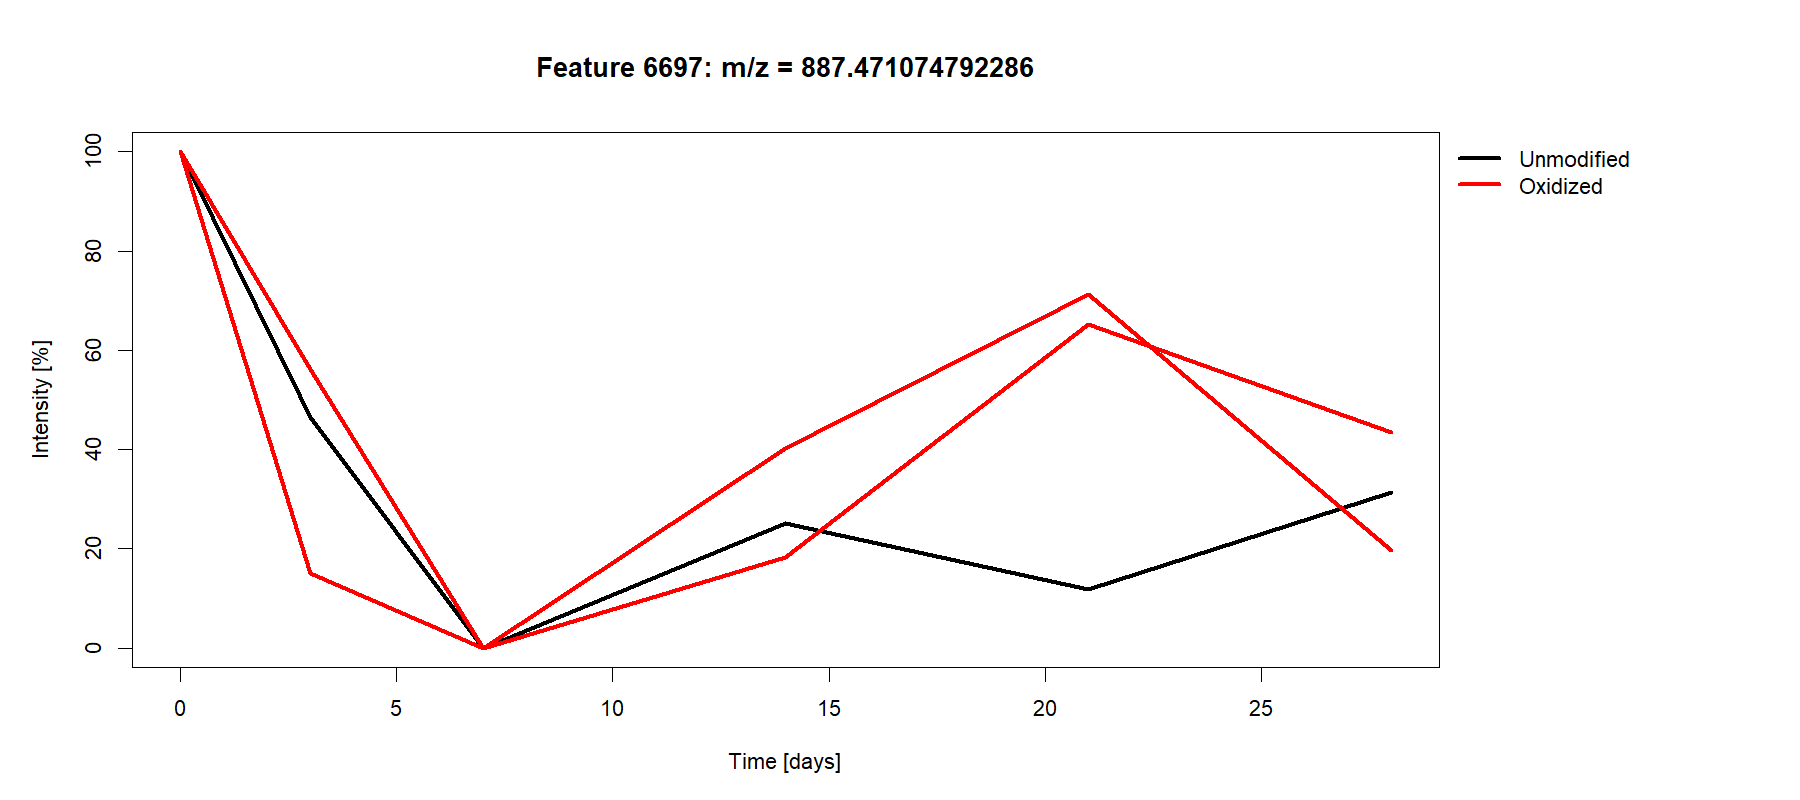 Feature 6697: m/z = 887.471074792286
Unmodified
Oxidized
Intensity [%]
100
80
60
40
20
0
0 5 10 15 20 25
Time [days]